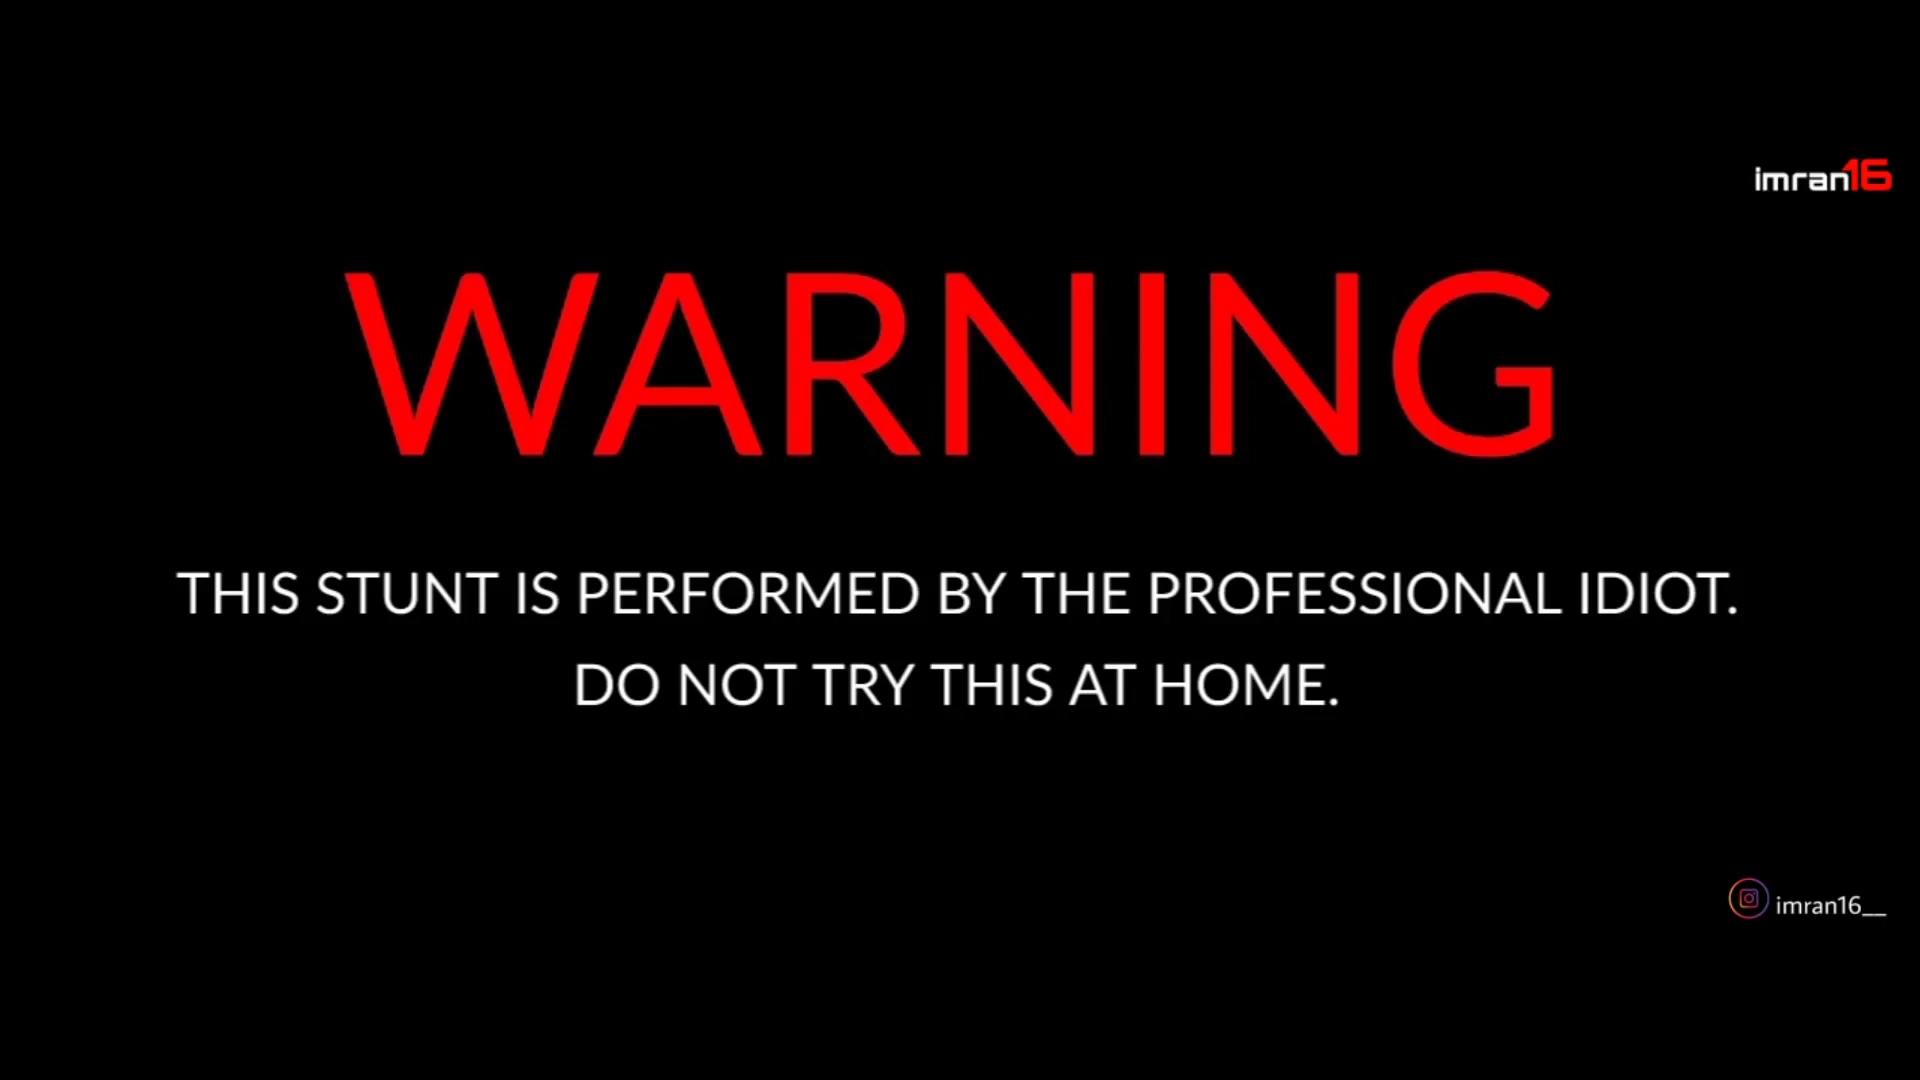 imran16
WARNING
THIS STUNT IS PERFORMED BY THE PROFESSIONAL IDIOT.
DO NOT TRY THIS AT HOME.
imran16__